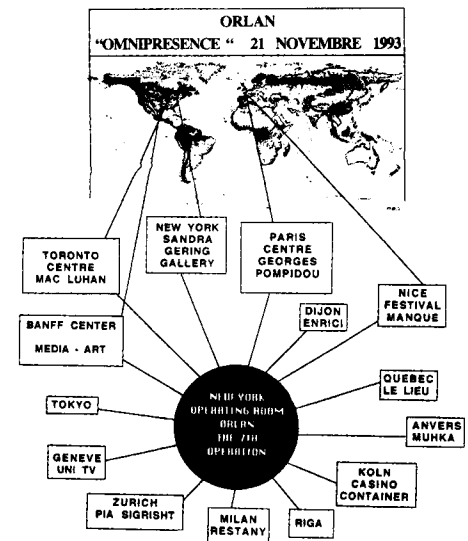 ORLAN
"OMNIPRESENCE " 21 NOVEMBRE 1993
NEW YORK
SANDRA
GERING
GALLERY
PARIS
CENTRE
GEORGES
POMPIDOU
TORONTO
CENTRE
MAC LUHAN
NICE
FESTIVAL
MANQUE
DIJON
ENRICI
BANFF CENTER
MEDIA - ART
QUÉBEC
LE LIEU
NEW YORK
OPERATING ROOM
ORLAN
THE 7TH
OPERATION
TOKYO
ANVERS
MUHKA
GENEVE
UNI TV
KOLN
CASINO
CONTAINER
ZURICH
PIA SIGRISHT
MILAN
RESTANY
RIGA